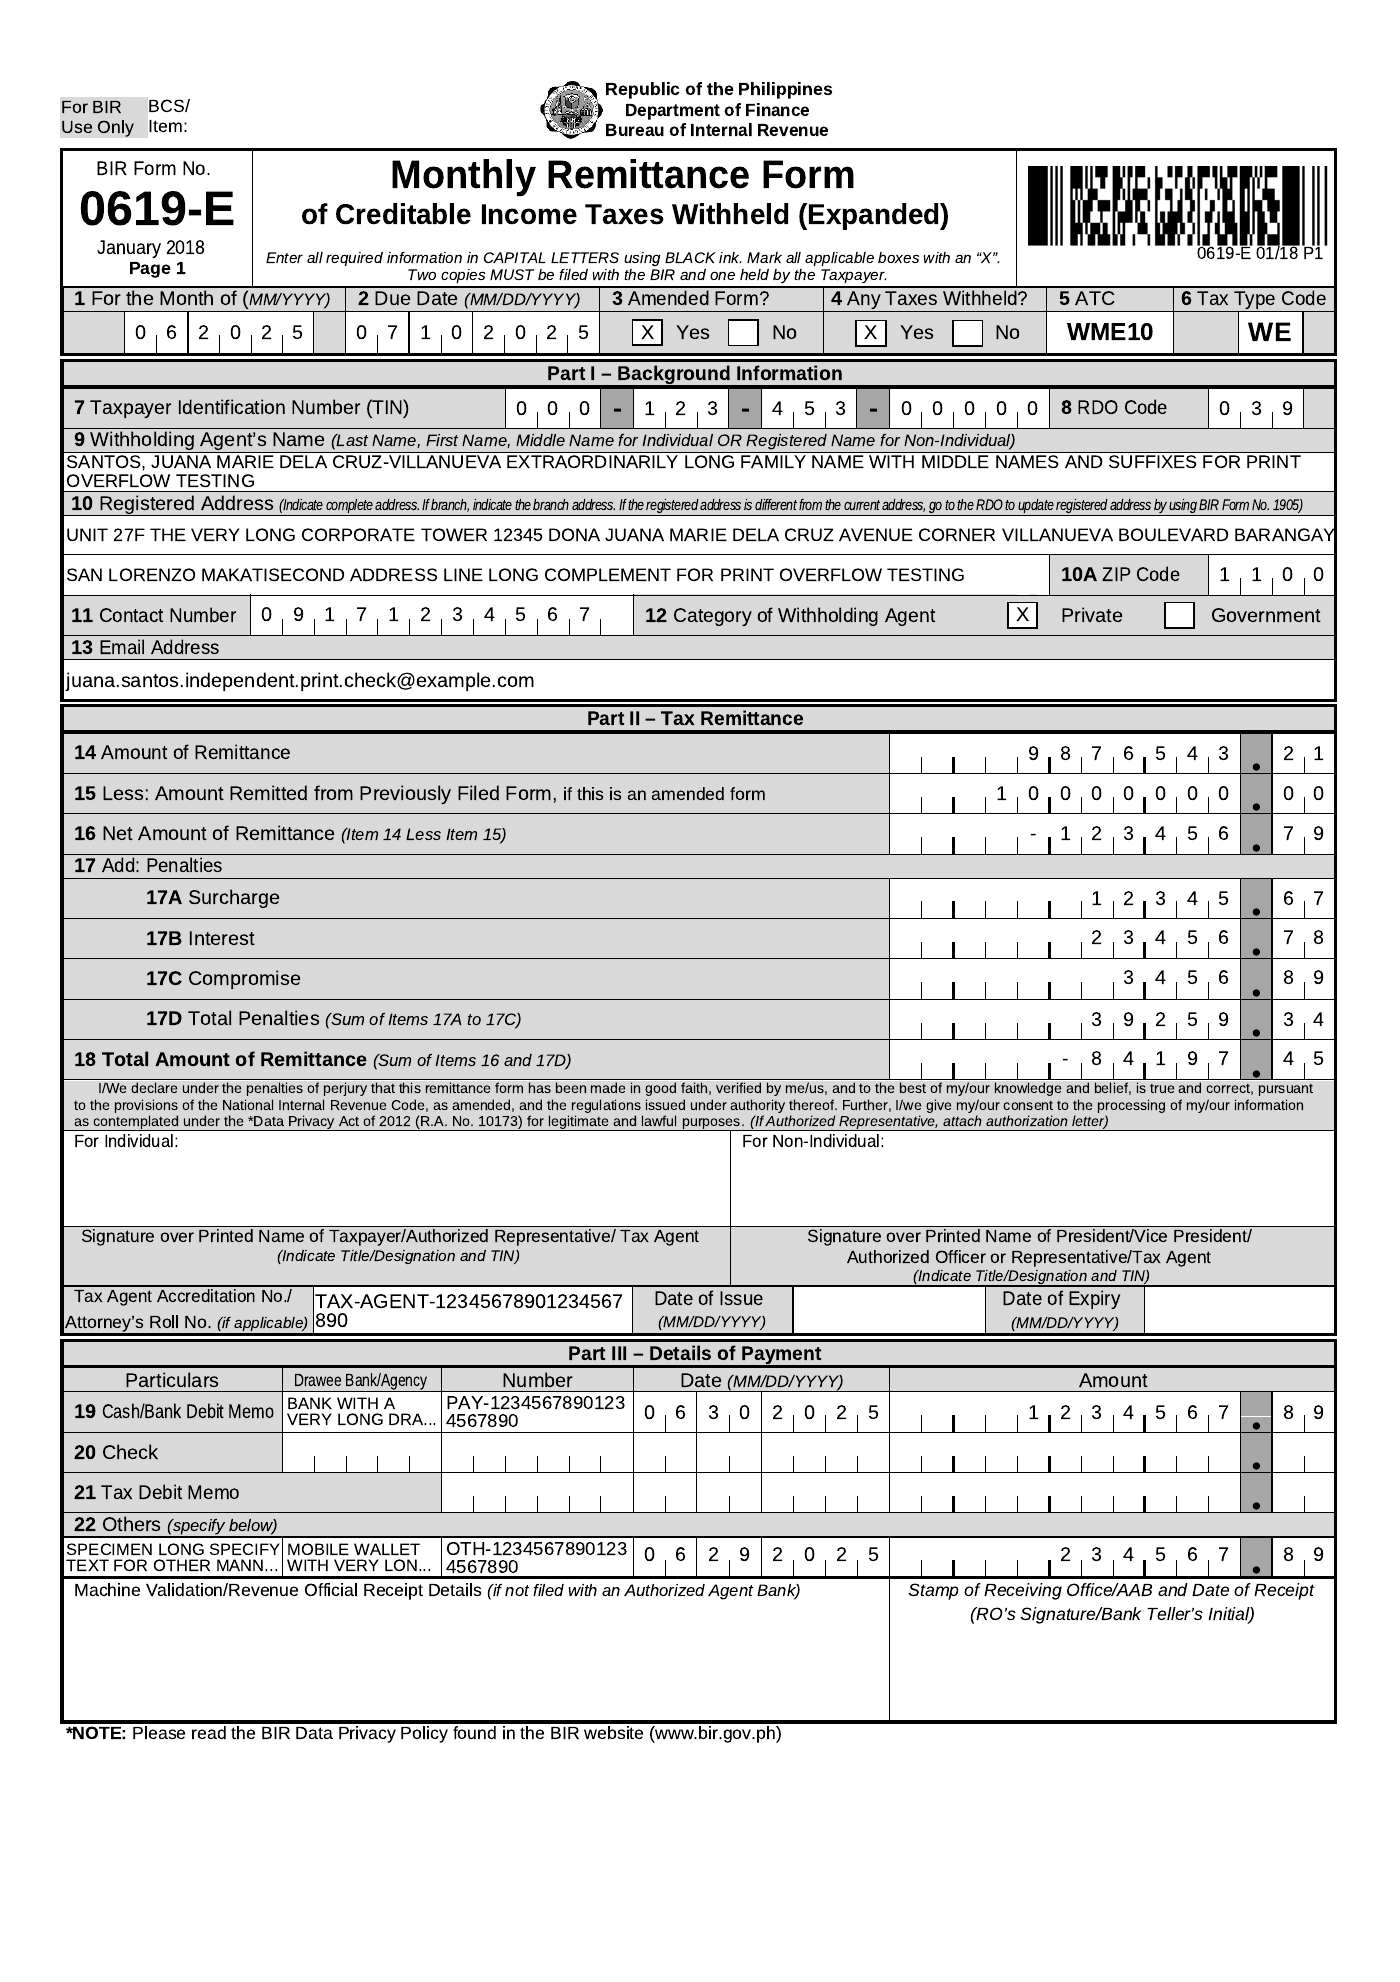 For BIR Use Only
BCS/
Item:
Republic of the Philippines
Department of Finance
Bureau of Internal Revenue
BIR Form No.
0619-E
January 2018
Page 1
Monthly Remittance Form
of Creditable Income Taxes Withheld (Expanded)
Enter all required information in CAPITAL LETTERS using BLACK ink. Mark all applicable boxes with an “X”.
Two copies MUST be filed with the BIR and one held by the Taxpayer.
0619-E 01/18 P1
1 For the Month of (MM/YYYY) 2 Due Date (MM/DD/YYYY) 3 Amended Form? 4 Any Taxes Withheld? 5 ATC 6 Tax Type Code
0 6 2 0 2 5 0 7 1 0 2 0 2 5 X Yes No X Yes No WME10 WE
Part I – Background Information
7 Taxpayer Identification Number (TIN) 0 0 0 - 1 2 3 - 4 5 3 - 0 0 0 0 0 8 RDO Code 0 3 9
9 Withholding Agent’s Name (Last Name, First Name, Middle Name for Individual OR Registered Name for Non-Individual)
SANTOS, JUANA MARIE DELA CRUZ-VILLANUEVA EXTRAORDINARILY LONG FAMILY NAME WITH MIDDLE NAMES AND SUFFIXES FOR PRINT
OVERFLOW TESTING
10 Registered Address (Indicate complete address. If branch, indicate the branch address. If the registered address is different from the current address, go to the RDO to update registered address by using BIR Form No. 1905)
UNIT 27F THE VERY LONG CORPORATE TOWER 12345 DONA JUANA MARIE DELA CRUZ AVENUE CORNER VILLANUEVA BOULEVARD BARANGAY
SAN LORENZO MAKATISECOND ADDRESS LINE LONG COMPLEMENT FOR PRINT OVERFLOW TESTING 10A ZIP Code 1 1 0 0
11 Contact Number 0 9 1 7 1 2 3 4 5 6 7 12 Category of Withholding Agent X Private Government
13 Email Address
juana.santos.independent.print.check@example.com
Part II – Tax Remittance
14 Amount of Remittance 9 8 7 6 5 4 3 . 2 1
15 Less: Amount Remitted from Previously Filed Form, if this is an amended form 1 0 0 0 0 0 0 0 . 0 0
16 Net Amount of Remittance (Item 14 Less Item 15) - 1 2 3 4 5 6 . 7 9
17 Add: Penalties
17A Surcharge 1 2 3 4 5 . 6 7
17B Interest 2 3 4 5 6 . 7 8
17C Compromise 3 4 5 6 . 8 9
17D Total Penalties (Sum of Items 17A to 17C) 3 9 2 5 9 . 3 4
18 Total Amount of Remittance (Sum of Items 16 and 17D) - 8 4 1 9 7 . 4 5
I/We declare under the penalties of perjury that this remittance form has been made in good faith, verified by me/us, and to the best of my/our knowledge and belief, is true and correct, pursuant
to the provisions of the National Internal Revenue Code, as amended, and the regulations issued under authority thereof. Further, I/we give my/our consent to the processing of my/our information
as contemplated under the *Data Privacy Act of 2012 (R.A. No. 10173) for legitimate and lawful purposes. (If Authorized Representative, attach authorization letter)
For Individual: For Non-Individual:
Signature over Printed Name of Taxpayer/Authorized Representative/ Tax Agent
(Indicate Title/Designation and TIN)
Signature over Printed Name of President/Vice President/
Authorized Officer or Representative/Tax Agent
(Indicate Title/Designation and TIN)
Tax Agent Accreditation No./
Attorney’s Roll No. (if applicable)
TAX-AGENT-12345678901234567
890
Date of Issue
(MM/DD/YYYY)
Date of Expiry
(MM/DD/YYYY)
Part III – Details of Payment
Particulars Drawee Bank/Agency Number Date (MM/DD/YYYY) Amount
19 Cash/Bank Debit Memo
BANK WITH A
VERY LONG DRA...
PAY-1234567890123
4567890
0 6 3 0 2 0 2 5 1 2 3 4 5 6 7 . 8 9
20 Check .
21 Tax Debit Memo .
22 Others (specify below)
SPECIMEN LONG SPECIFY
TEXT FOR OTHER MANN...
MOBILE WALLET
WITH VERY LON...
OTH-1234567890123
4567890
0 6 2 9 2 0 2 5 2 3 4 5 6 7 . 8 9
Machine Validation/Revenue Official Receipt Details (if not filed with an Authorized Agent Bank)
Stamp of Receiving Office/AAB and Date of Receipt
(RO’s Signature/Bank Teller’s Initial)
*NOTE: Please read the BIR Data Privacy Policy found in the BIR website (www.bir.gov.ph)